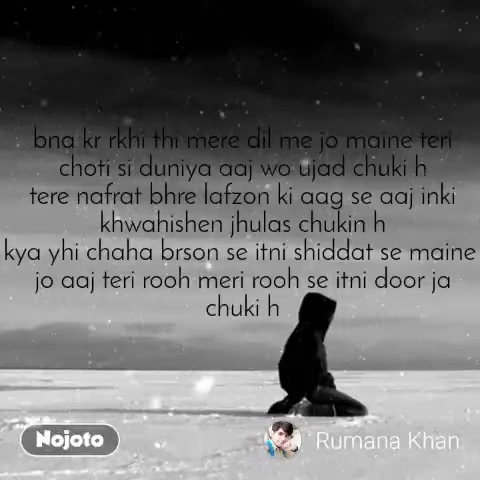 bna kr rkhi thi mere dil me jo maine teri
choti si duniya aaj wo ujad chuki h
tere nafrat bhre lafzon ki aag se aaj inki
khwahishen jhulas chukin h
kya yhi chaha brson se itni shiddat se maine
jo aaj teri rooh meri rooh se itni door ja
chuki h
Nojoto
Rumana Khan